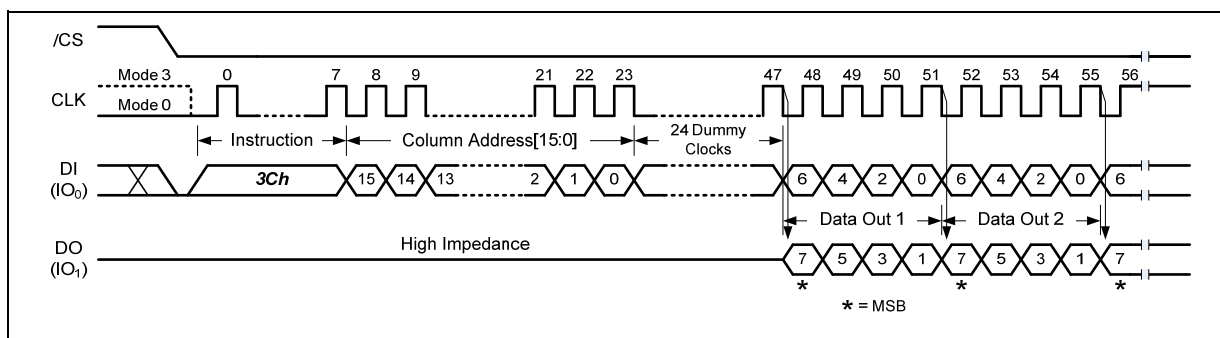 /CS
Mode 3 0 7 8 9 21 22 23 47 48 49 50 51 52 53 54 55 56
CLK
Mode 0
Instruction Column Address[15:0] 24 Dummy Clocks
DI
(IO0)
3Ch 15 14 13 2 1 0 6 4 2 0 6 4 2 0 6
Data Out 1 Data Out 2
DO
(IO1)
High Impedance
7 5 3 1 7 5 3 1 7
* * *
* = MSB